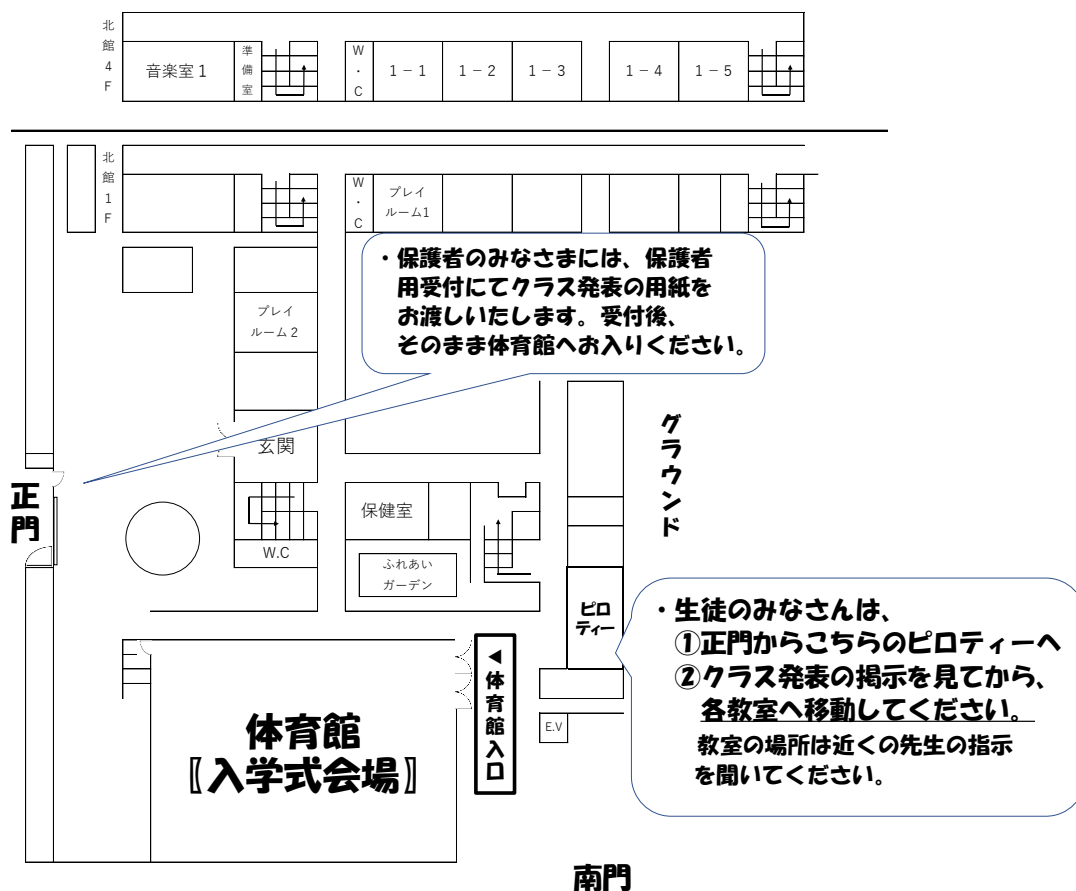 北館4F
音楽室1
準備室
W・C
1－1
1－2
1－3
1－4
1－5
北館1F
W・C
プレイ
ルーム1
・保護者のみなさまには、保護者
用受付にてクラス発表の用紙を
お渡しいたします。受付後、
そのまま体育館へお入りください。
プレイ
ルーム2
グラウンド
玄関
正門
保健室
W.C
ふれあい
ガーデン
ピロ
ティー
・生徒のみなさんは、
①正門からこちらのピロティーへ
②クラス発表の掲示を見てから、
各教室へ移動してください。
教室の場所は近くの先生の指示
を聞いてください。
◀体育館入口
E.V
体育館
〖入学式会場〗
南門